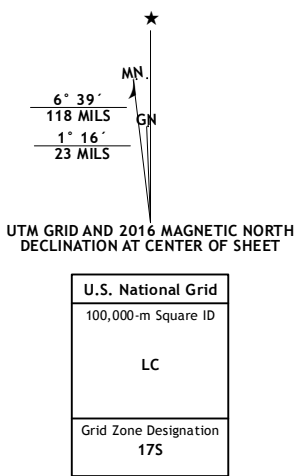 MN.
6° 39´
118 MILS
GN
1° 16´
23 MILS
UTM GRID AND 2016 MAGNETIC NORTH
DECLINATION AT CENTER OF SHEET
U.S. National Grid
100,000-m Square ID
LC
Grid Zone Designation
17S